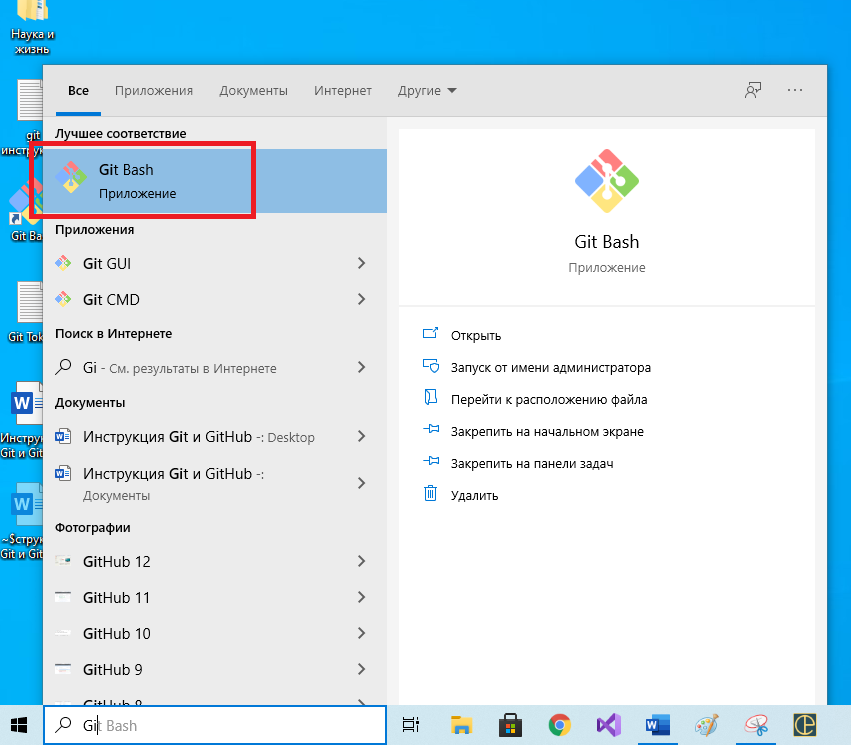 Наука и
жизнь
Все
Приложения
Документы
Интернет
Другие
git
Лучшее соответствие
Git Bash
Приложение
Приложения
Git GUI
Git CMD
Поиск в Интернете
Gi - См. результаты в Интернете
Документы
Инструкция Git и GitHub -: Desktop
Инструкция Git и GitHub -:
Документы
Фотографии
GitHub 12
GitHub 11
GitHub 10
GitHub 9
GitHub 8
Git Bash
Приложение
Открыть
Запуск от имени администратора
Перейти к расположению файла
Закрепить на начальном экране
Закрепить на панели задач
Удалить
Git Ba
Git Tok
W
Инструк
Git и Git
W
~$струк
Git и Git
Git Bash
W